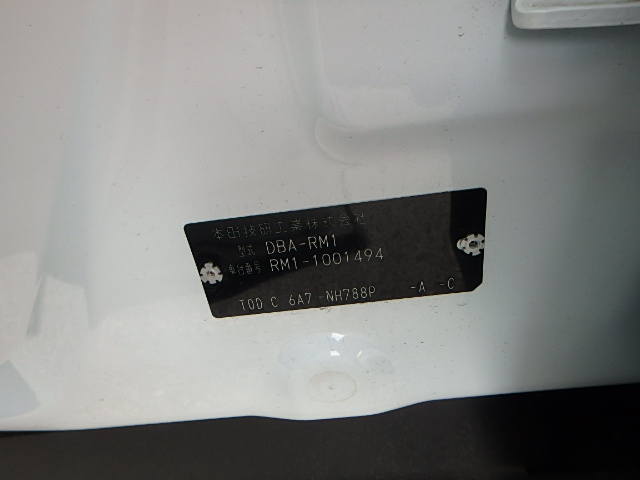 本田技研工業株式会社
型式 DBA-RM1
車台番号 RM1-1001494
TOD C 6A7 -NH788P -A -C